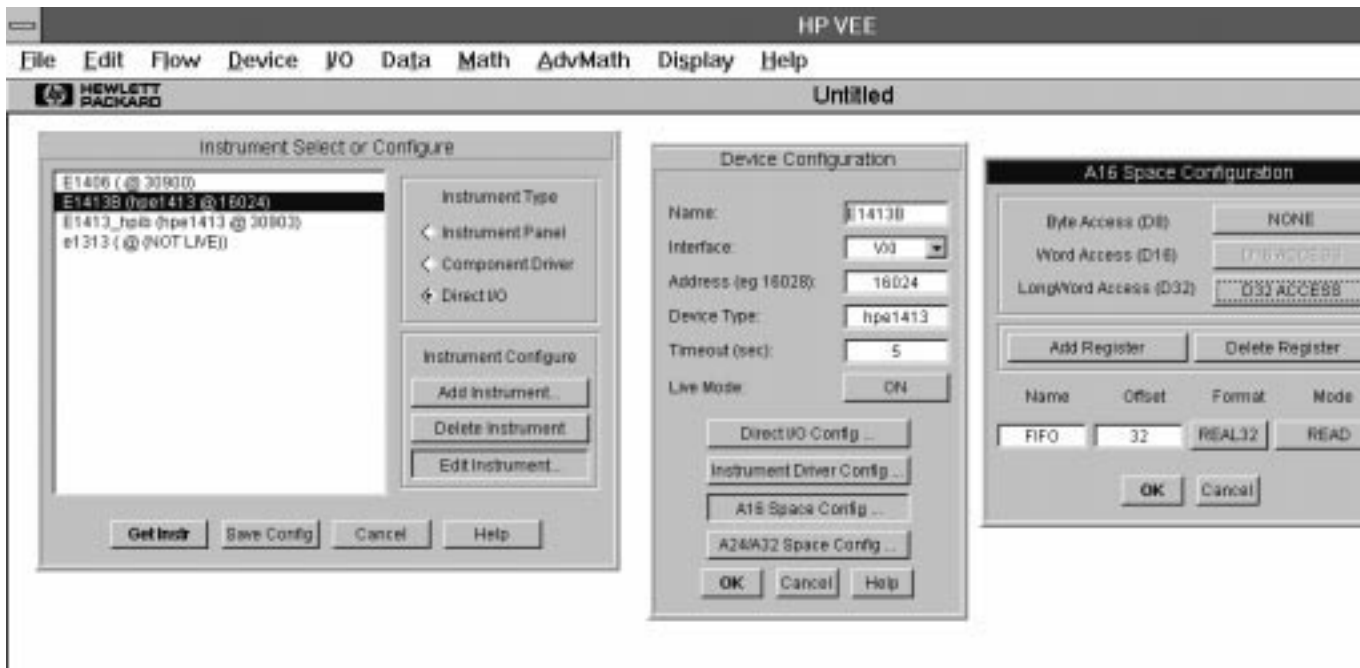 HP VEE
File Edit Flow Device I/O Data Math AdvMath Display Help
hp HEWLETT
PACKARD
Untitled
Instrument Select or Configure
E1406 ( @ 30900)
E1413B (hpe1413 @ 16024)
E1413_hpib (hpe1413 @ 30903)
e1313 ( @ (NOT LIVE))
Instrument Type
Instrument Panel
Component Driver
Direct I/O
Instrument Configure
Add Instrument...
Delete Instrument
Edit Instrument...
Get Instr Save Config Cancel Help
Device Configuration
Name: E1413B
Interface: VXI
Address (eg 16028): 16024
Device Type: hpe1413
Timeout (sec): 5
Live Mode: ON
Direct I/O Config ...
Instrument Driver Config ...
A16 Space Config ...
A24/A32 Space Config ...
OK Cancel Help
A16 Space Configuration
Byte Access (D8) NONE
Word Access (D16) D16 ACCESS
LongWord Access (D32) D32 ACCESS
Add Register Delete Register
Name Offset Format Mode
FIFO 32 REAL32 READ
OK Cancel